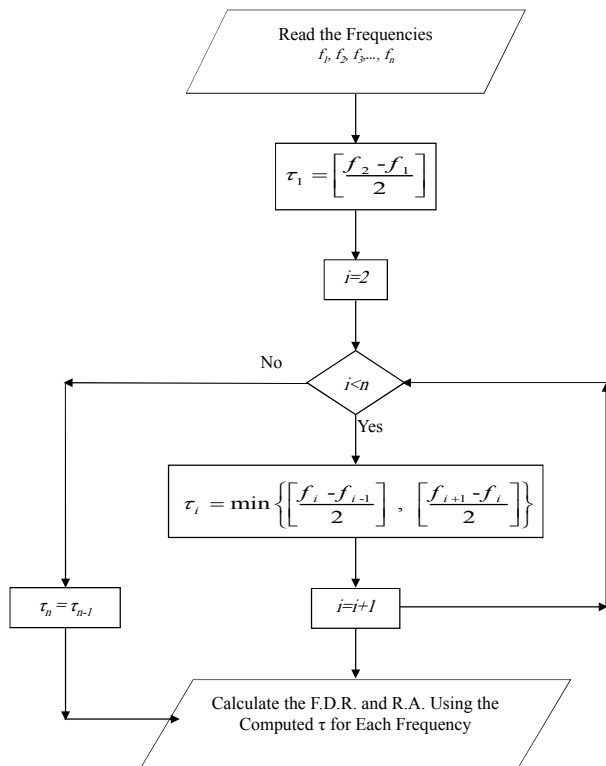 Read the Frequencies
f₁, f₂, f₃,..., fₙ
τ₁ = [(f₂ - f₁)/2]
i=2
No
i<n
Yes
τᵢ = min{[(fᵢ - fᵢ₋₁)/2] , [(fᵢ₊₁ - fᵢ)/2]}
τₙ = τₙ₋₁
i=i+1
Calculate the F.D.R. and R.A. Using the
Computed τ for Each Frequency